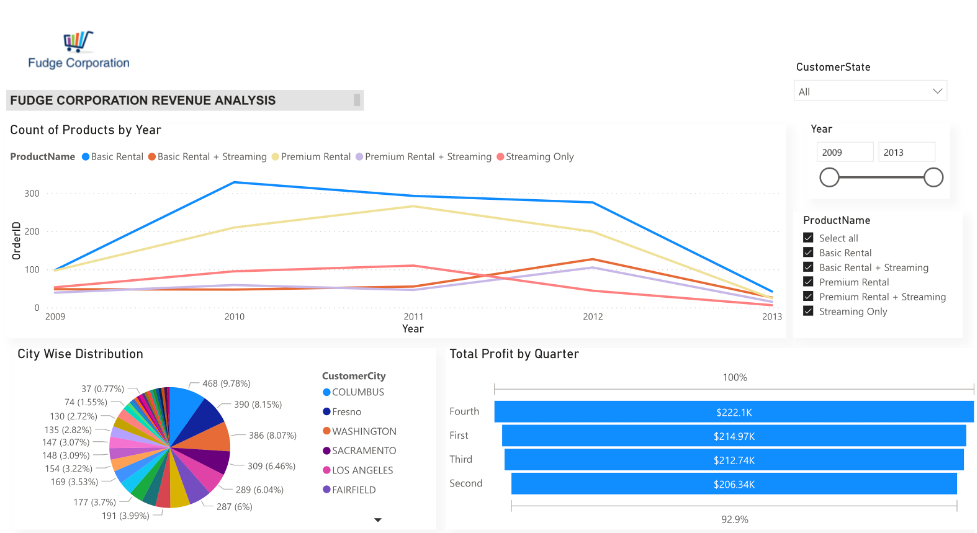 Fudge Corporation
FUDGE CORPORATION REVENUE ANALYSIS
CustomerState
All
Year
2009 2013
ProductName
Select all
Basic Rental
Basic Rental + Streaming
Premium Rental
Premium Rental + Streaming
Streaming Only
Count of Products by Year
ProductName Basic Rental Basic Rental + Streaming Premium Rental Premium Rental + Streaming Streaming Only
OrderID
300
200
100
0
2009 2010 2011 2012 2013
Year
City Wise Distribution
468 (9.78%)
390 (8.15%)
386 (8.07%)
309 (6.46%)
289 (6.04%)
287 (6%)
191 (3.99%)
177 (3.7%)
169 (3.53%)
154 (3.22%)
148 (3.09%)
147 (3.07%)
135 (2.82%)
130 (2.72%)
74 (1.55%)
37 (0.77%)
CustomerCity
COLUMBUS
Fresno
WASHINGTON
SACRAMENTO
LOS ANGELES
FAIRFIELD
Total Profit by Quarter
100%
Fourth $222.1K
First $214.97K
Third $212.74K
Second $206.34K
92.9%